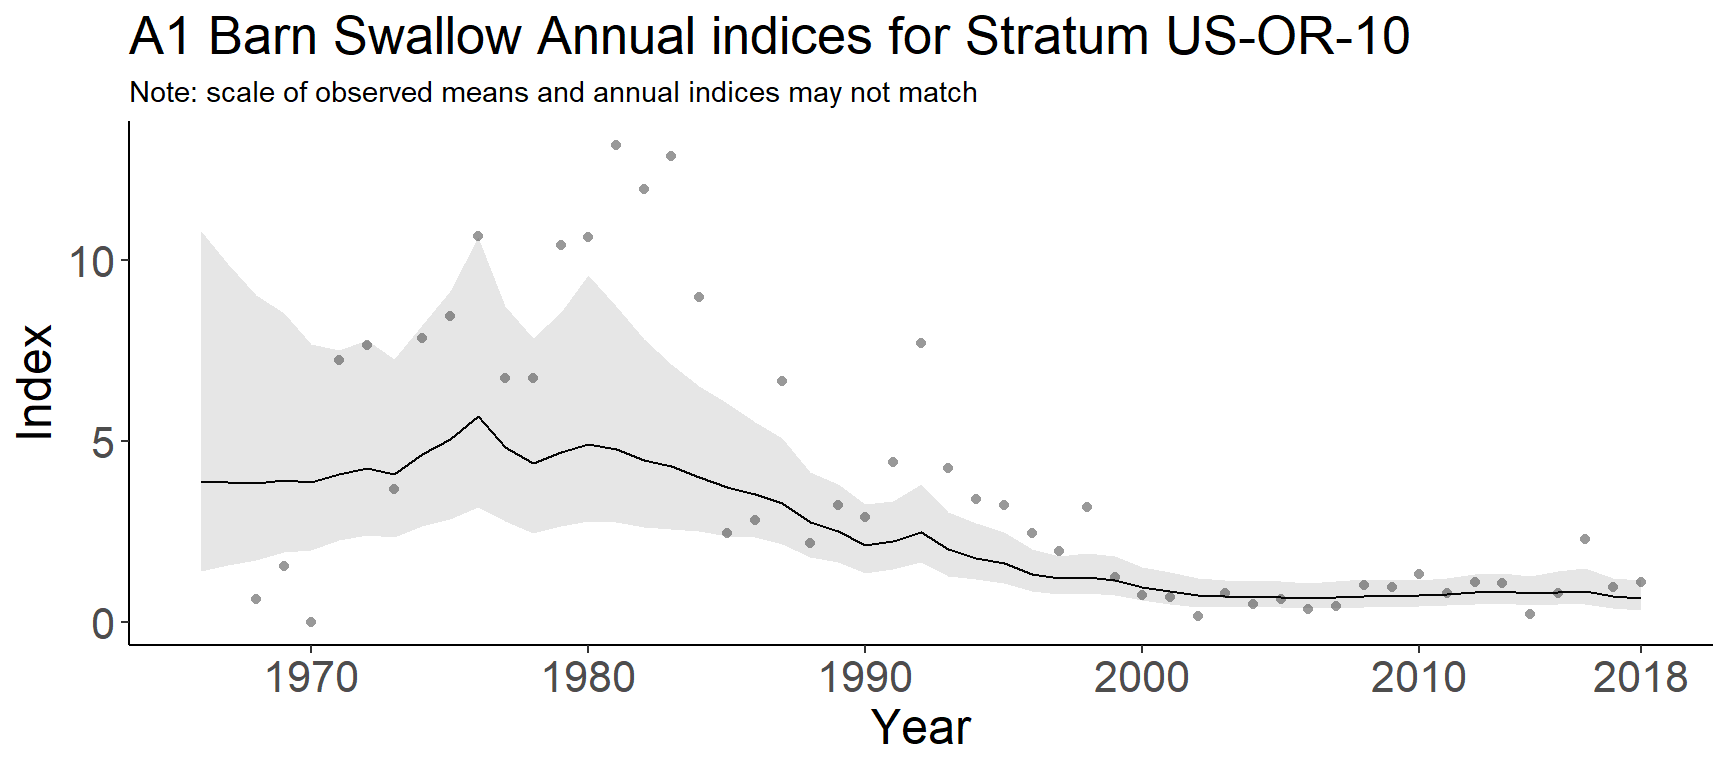 A1 Barn Swallow Annual indices for Stratum US-OR-10
Note: scale of observed means and annual indices may not match
Index
10
5
0
1970 1980 1990 2000 2010 2018
Year